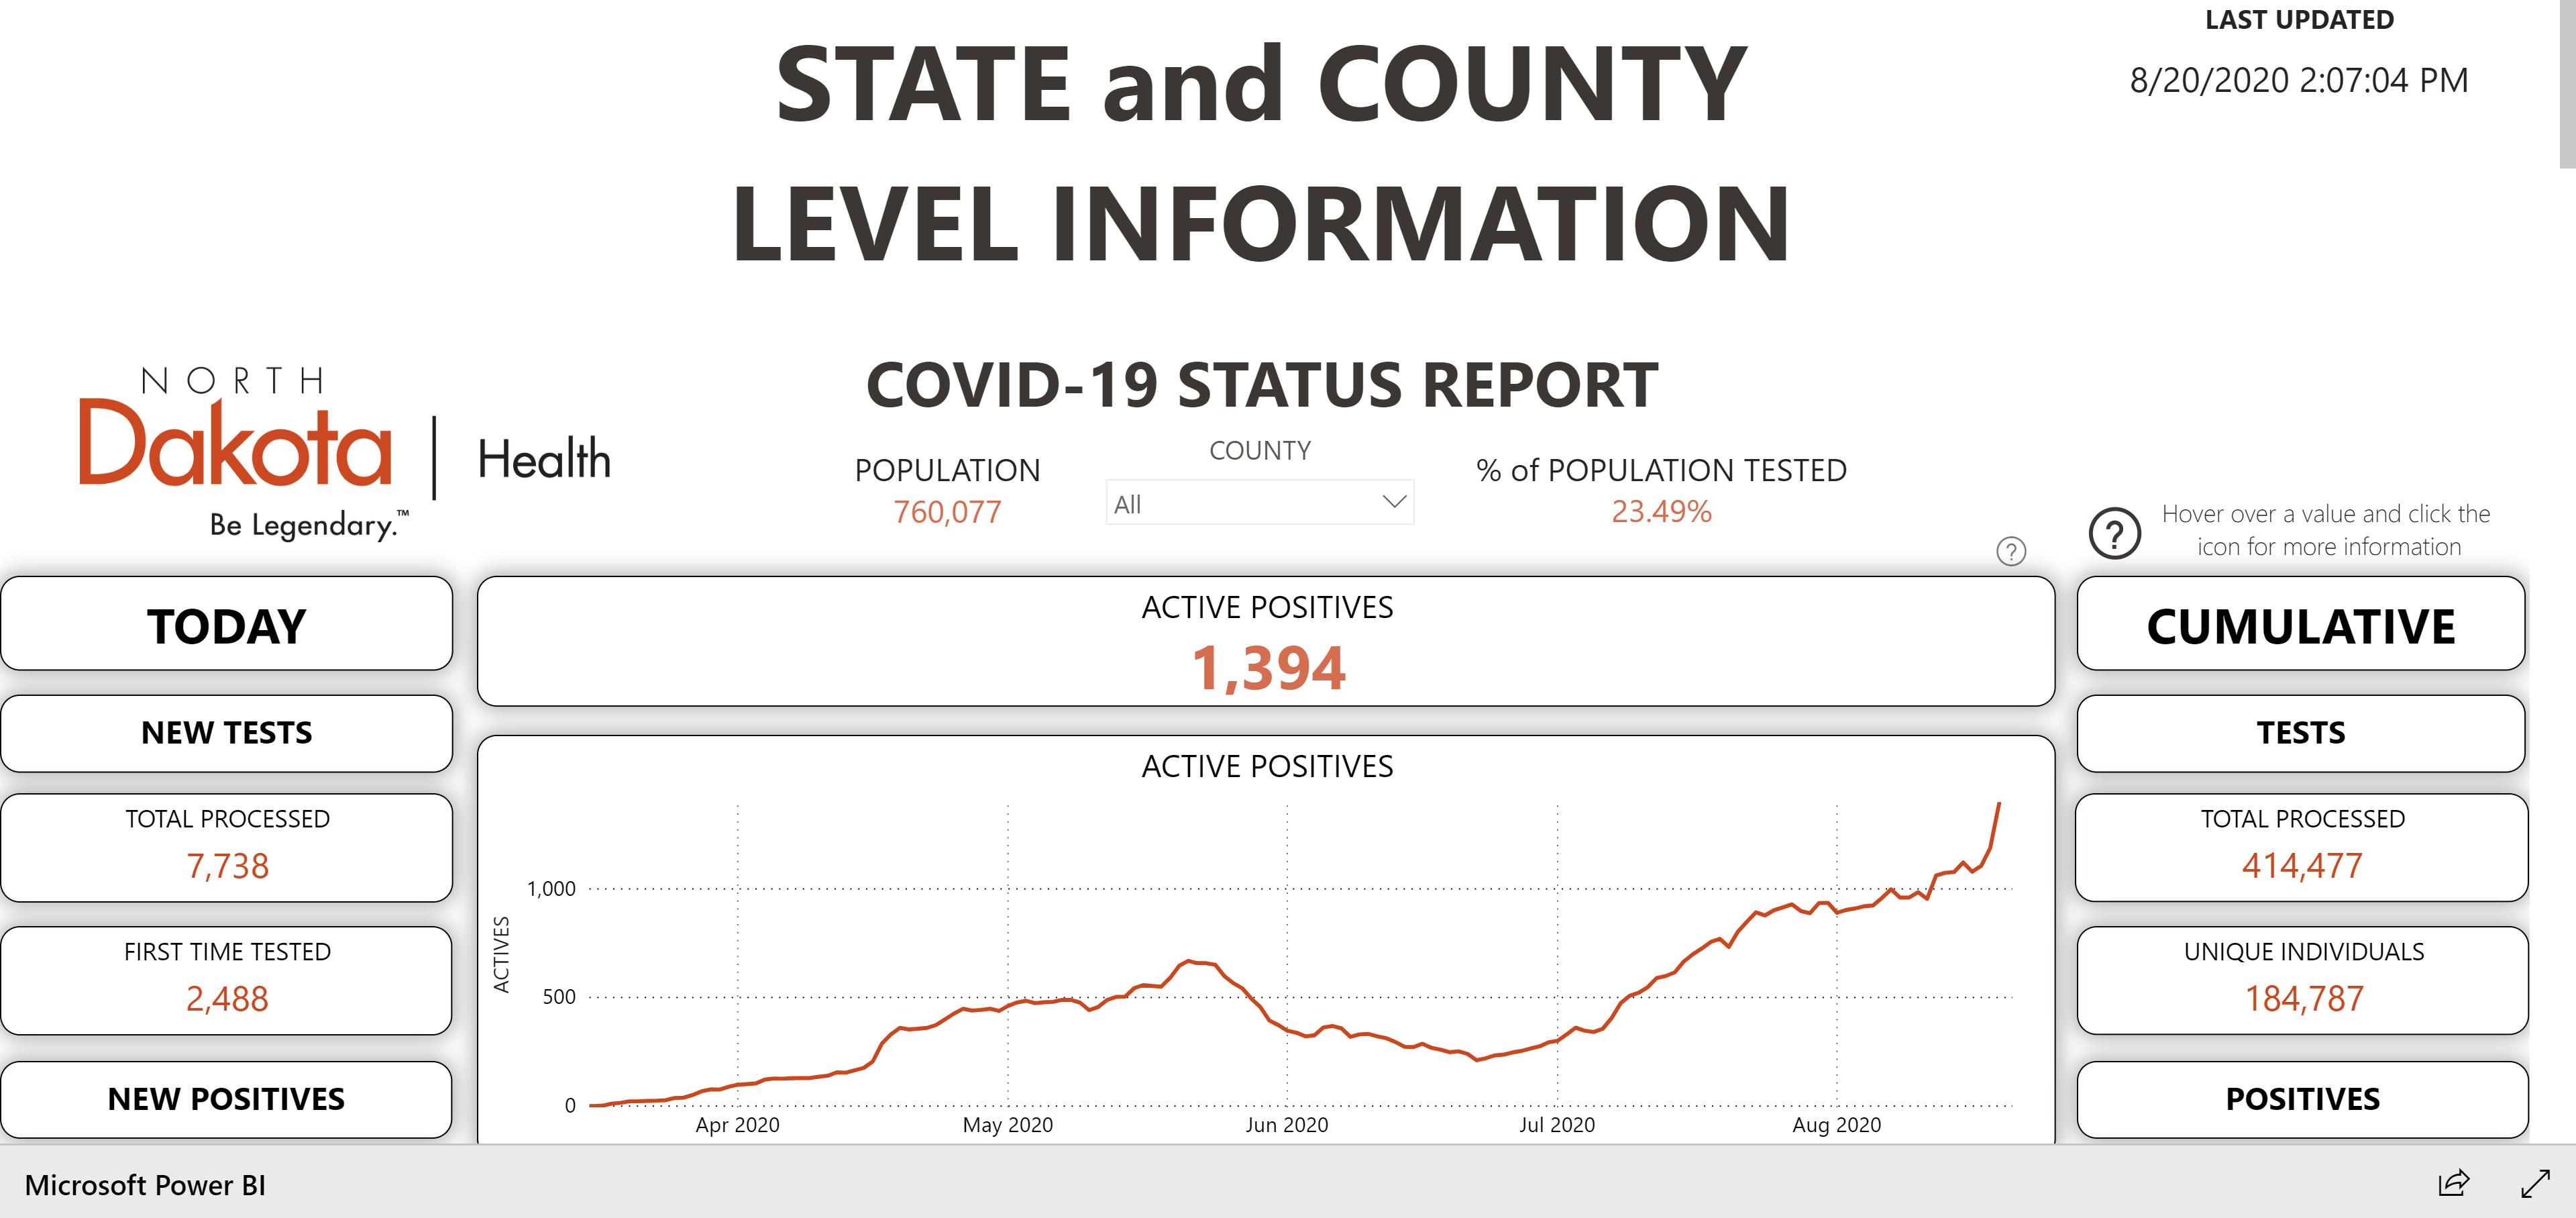 LAST UPDATED
8/20/2020 2:07:04 PM
STATE and COUNTY
LEVEL INFORMATION
NORTH
Dakota
Health
Be Legendary.™
COVID-19 STATUS REPORT
POPULATION
760,077
COUNTY
All
% of POPULATION TESTED
23.49%
?
?
Hover over a value and click the
icon for more information
TODAY
NEW TESTS
TOTAL PROCESSED
7,738
FIRST TIME TESTED
2,488
NEW POSITIVES
ACTIVE POSITIVES
1,394
ACTIVE POSITIVES
ACTIVES
1,000
500
0
Apr 2020
May 2020
Jun 2020
Jul 2020
Aug 2020
CUMULATIVE
TESTS
TOTAL PROCESSED
414,477
UNIQUE INDIVIDUALS
184,787
POSITIVES
Microsoft Power BI